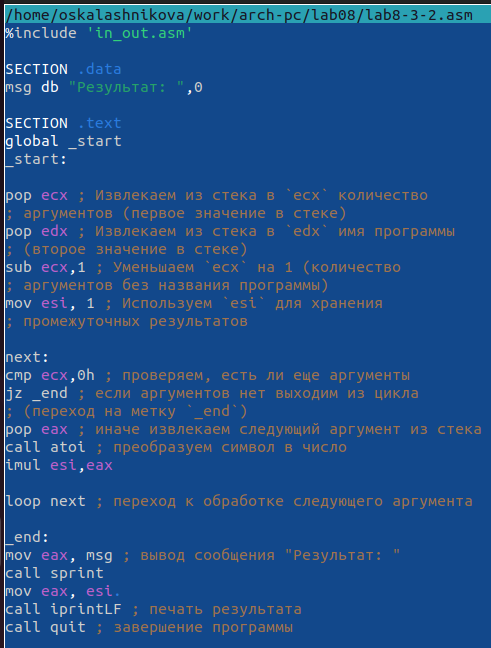 /home/oskalashnikova/work/arch-pc/lab08/lab8-3-2.asm
%include 'in_out.asm'
SECTION .data
msg db "Результат: ",0
SECTION .text
global _start
_start:
pop ecx ; Извлекаем из стека в `ecx` количество
; аргументов (первое значение в стеке)
pop edx ; Извлекаем из стека в `edx` имя программы
; (второе значение в стеке)
sub ecx,1 ; Уменьшаем `ecx` на 1 (количество
; аргументов без названия программы)
mov esi, 1 ; Используем `esi` для хранения
; промежуточных результатов
next:
cmp ecx,0h ; проверяем, есть ли еще аргументы
jz _end ; если аргументов нет выходим из цикла
; (переход на метку `_end`)
pop eax ; иначе извлекаем следующий аргумент из стека
call atoi ; преобразуем символ в число
imul esi,eax
loop next ; переход к обработке следующего аргумента
_end:
mov eax, msg ; вывод сообщения "Результат: "
call sprint
mov eax, esi.
call iprintLF ; печать результата
call quit ; завершение программы